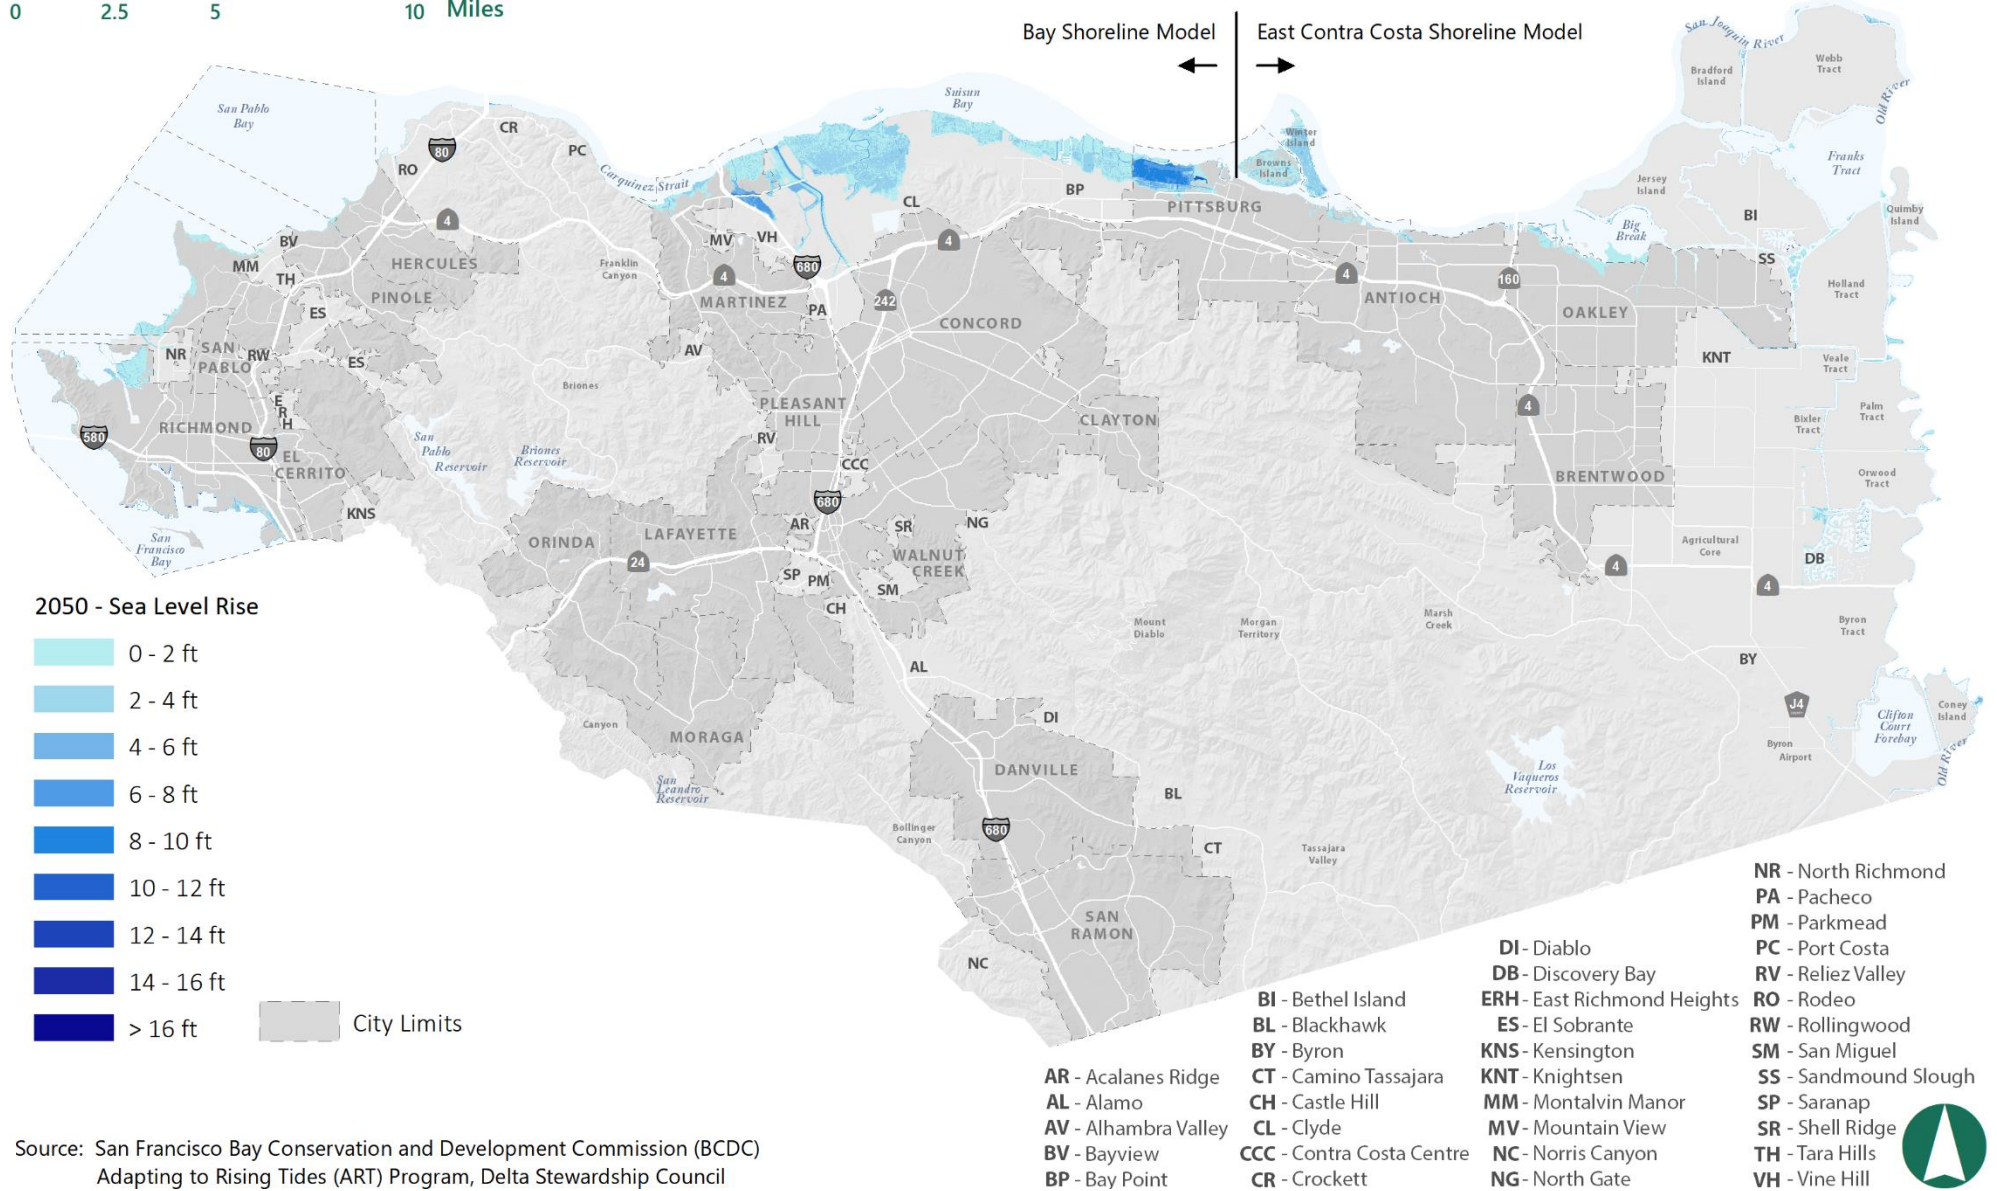 0 2.5 5 10 Miles
Bay Shoreline Model
East Contra Costa Shoreline Model
San Joaquin River
Webb
Tract
Bradford
Island
Old River
San Pablo
Bay
Suisun
Bay
CR
80
PC
RO
Carquinez Strait
Winter
Island
Browns
Island
Franks
Tract
Jersey
Island
BI
Quimby
Island
BP
CL
PITTSBURG
Big
Break
SS
4
BV
MM
TH
HERCULES
PINOLE
ES
Franklin
Canyon
MV
VH
4
680
MARTINEZ
PA
242
4
CONCORD
4
ANTIOCH
160
OAKLEY
Holland
Tract
NR
SAN
PABLO
RW
ES
AV
KNT
Veale
Tract
Briones
E
R
H
RICHMOND
580
80
EL
CERRITO
KNS
San
Pablo
Reservoir
Briones
Reservoir
PLEASANT
HILL
RV
CCC
680
CLAYTON
4
BRENTWOOD
Bixler
Tract
Palm
Tract
Orwood
Tract
San
Francisco
Bay
ORINDA
LAFAYETTE
24
AR
SR
NG
WALNUT
CREEK
SP
PM
SM
CH
Agricultural
Core
DB
4
4
Mount
Diablo
Morgan
Territory
Marsh
Creek
Byron
Tract
BY
AL
Canyon
MORAGA
DI
DANVILLE
San
Leandro
Reservoir
BL
Los
Vaqueros
Reservoir
J4
Clifton
Court
Forebay
Coney
Island
Old River
Byron
Airport
Bollinger
Canyon
680
CT
Tassajara
Valley
SAN
RAMON
NC
2050 - Sea Level Rise
0 - 2 ft
2 - 4 ft
4 - 6 ft
6 - 8 ft
8 - 10 ft
10 - 12 ft
12 - 14 ft
14 - 16 ft
> 16 ft
City Limits
AR - Acalanes Ridge
AL - Alamo
AV - Alhambra Valley
BV - Bayview
BP - Bay Point
BI - Bethel Island
BL - Blackhawk
BY - Byron
CT - Camino Tassajara
CH - Castle Hill
CL - Clyde
CCC - Contra Costa Centre
CR - Crockett
DI - Diablo
DB - Discovery Bay
ERH - East Richmond Heights
ES - El Sobrante
KNS - Kensington
KNT - Knightsen
MM - Montalvin Manor
MV - Mountain View
NC - Norris Canyon
NG - North Gate
NR - North Richmond
PA - Pacheco
PM - Parkmead
PC - Port Costa
RV - Reliez Valley
RO - Rodeo
RW - Rollingwood
SM - San Miguel
SS - Sandmound Slough
SP - Saranap
SR - Shell Ridge
TH - Tara Hills
VH - Vine Hill
Source: San Francisco Bay Conservation and Development Commission (BCDC)
Adapting to Rising Tides (ART) Program, Delta Stewardship Council